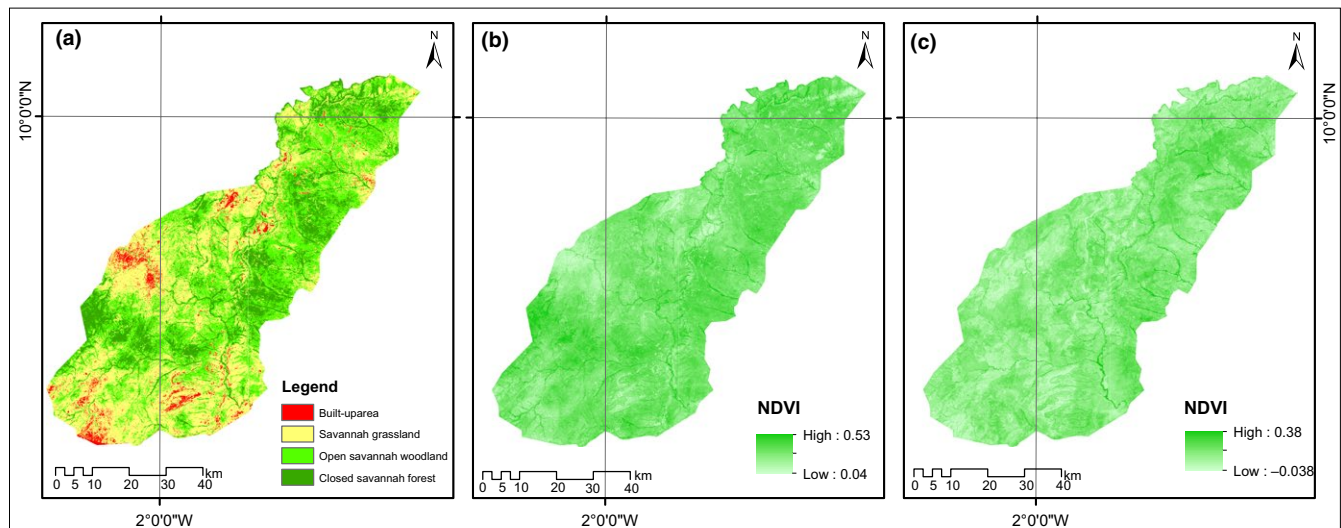 (a)
N
10°0'0"N
Legend
Built-uparea
Savannah grassland
Open savannah woodland
Closed savannah forest
km
0 5 10 20 30 40
2°0'0"W
(b)
N
NDVI
High : 0.53
Low : 0.04
km
0 5 10 20 30 40
2°0'0"W
(c)
N
10°0'0"N
NDVI
High : 0.38
Low : –0.038
km
0 5 10 20 30 40
2°0'0"W